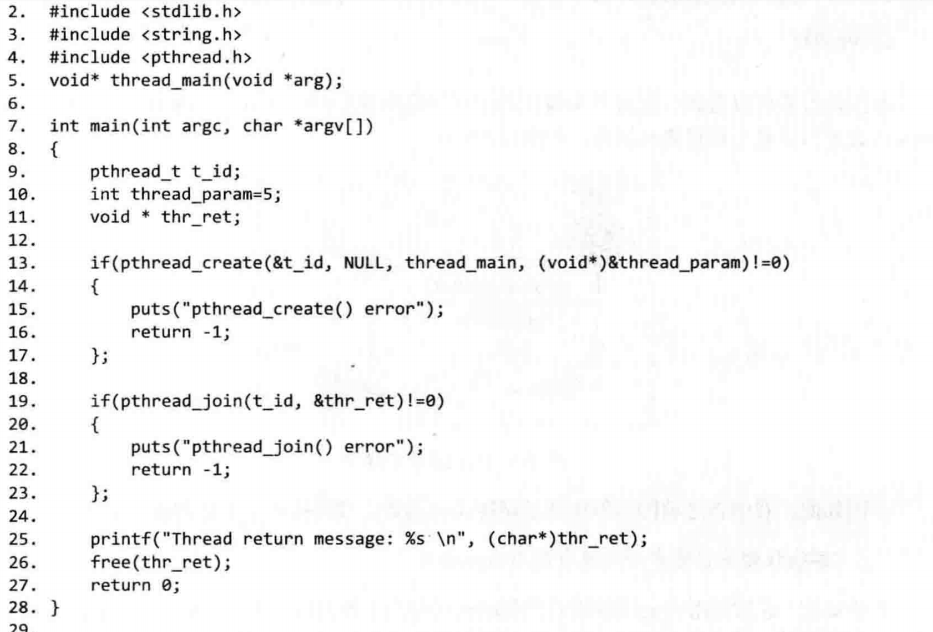 2. #include <stdlib.h>
3. #include <string.h>
4. #include <pthread.h>
5. void* thread_main(void *arg);
6.
7. int main(int argc, char *argv[])
8. {
9.     pthread_t t_id;
10.     int thread_param=5;
11.     void * thr_ret;
12.
13.     if(pthread_create(&t_id, NULL, thread_main, (void*)&thread_param)!=0)
14.     {
15.         puts("pthread_create() error");
16.         return -1;
17.     };
18.
19.     if(pthread_join(t_id, &thr_ret)!=0)
20.     {
21.         puts("pthread_join() error");
22.         return -1;
23.     };
24.
25.     printf("Thread return message: %s \n", (char*)thr_ret);
26.     free(thr_ret);
27.     return 0;
28. }
29